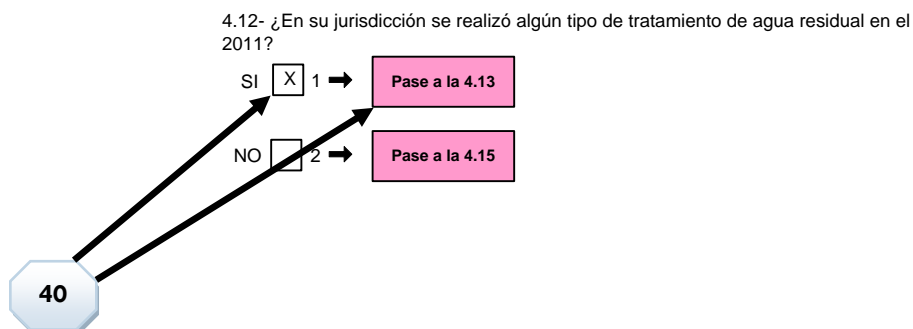 4.12- ¿En su jurisdicción se realizó algún tipo de tratamiento de agua residual en el
2011?
SI X 1 Pase a la 4.13
NO 2 Pase a la 4.15
40